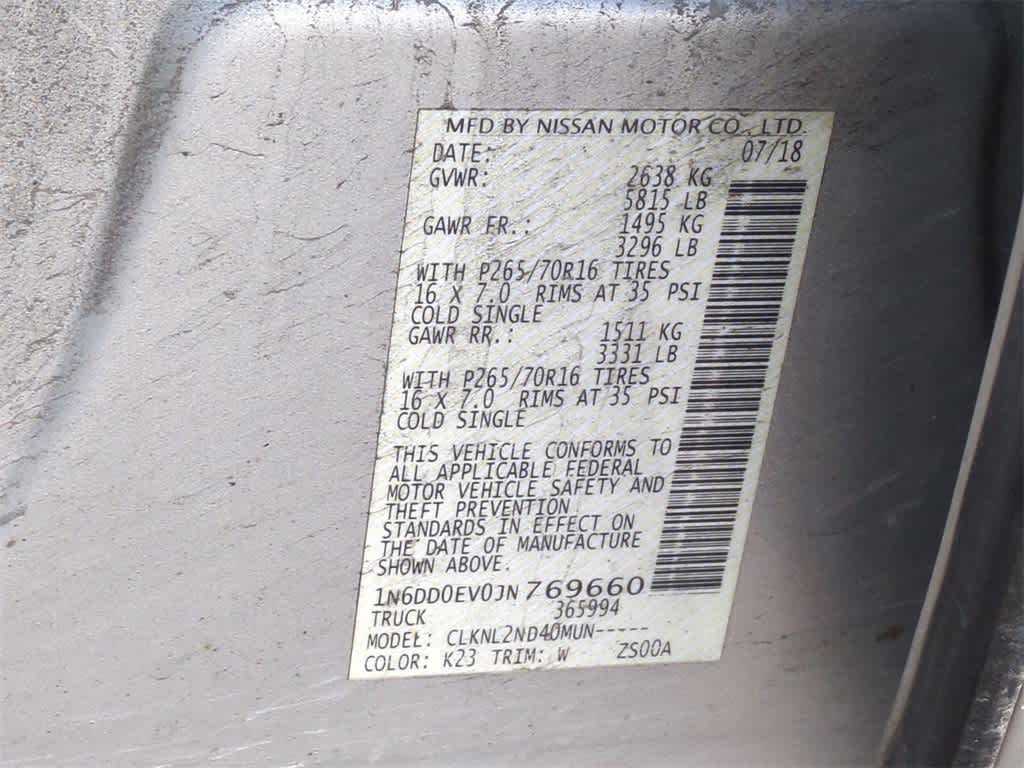 MFD BY NISSAN MOTOR CO., LTD.
DATE: 07/18
GVWR: 2638 KG
5815 LB
GAWR FR.: 1495 KG
3296 LB
WITH P265/70R16 TIRES
16 X 7.0 RIMS AT 35 PSI
COLD SINGLE
GAWR RR.: 1511 KG
3331 LB
WITH P265/70R16 TIRES
16 X 7.0 RIMS AT 35 PSI
COLD SINGLE
THIS VEHICLE CONFORMS TO
ALL APPLICABLE FEDERAL
MOTOR VEHICLE SAFETY AND
THEFT PREVENTION
STANDARDS IN EFFECT ON
THE DATE OF MANUFACTURE
SHOWN ABOVE.
1N6DD0EV0JN769660
TRUCK 365994
MODEL: CLKNL2ND40MUN-----
COLOR: K23 TRIM: W ZS00A